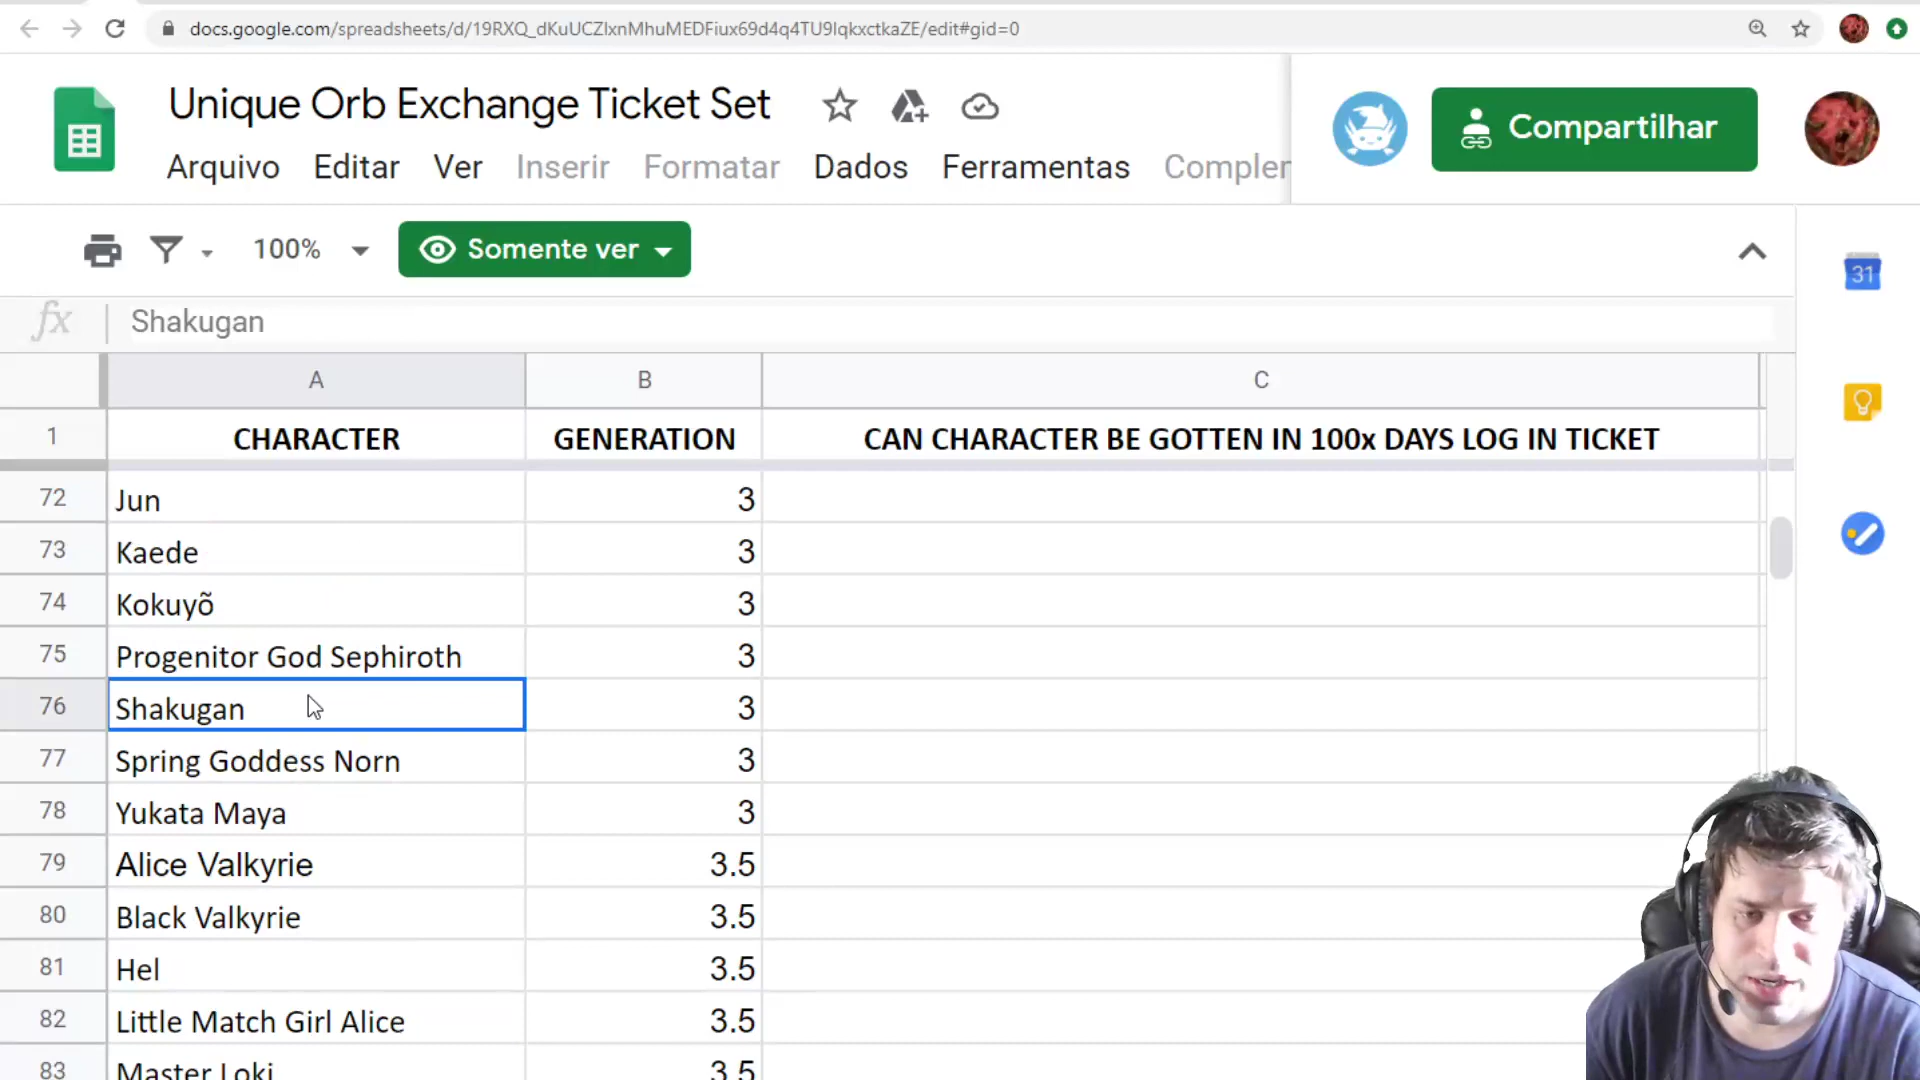 docs.google.com/spreadsheets/d/19RXQ_dKuUCZlxnMhuMEDFiux69d4q4TU9lqkxctkaZE/edit#gid=0
Unique Orb Exchange Ticket Set
Compartilhar
Arquivo Editar Ver Inserir Formatar Dados Ferramentas Complen
100% Somente ver
31
fx Shakugan
A B C
1 CHARACTER GENERATION CAN CHARACTER BE GOTTEN IN 100x DAYS LOG IN TICKET
72 Jun 3
73 Kaede 3
74 Kokuyõ 3
75 Progenitor God Sephiroth 3
76 Shakugan 3
77 Spring Goddess Norn 3
78 Yukata Maya 3
79 Alice Valkyrie 3.5
80 Black Valkyrie 3.5
81 Hel 3.5
82 Little Match Girl Alice 3.5
83 Master Loki 3.5